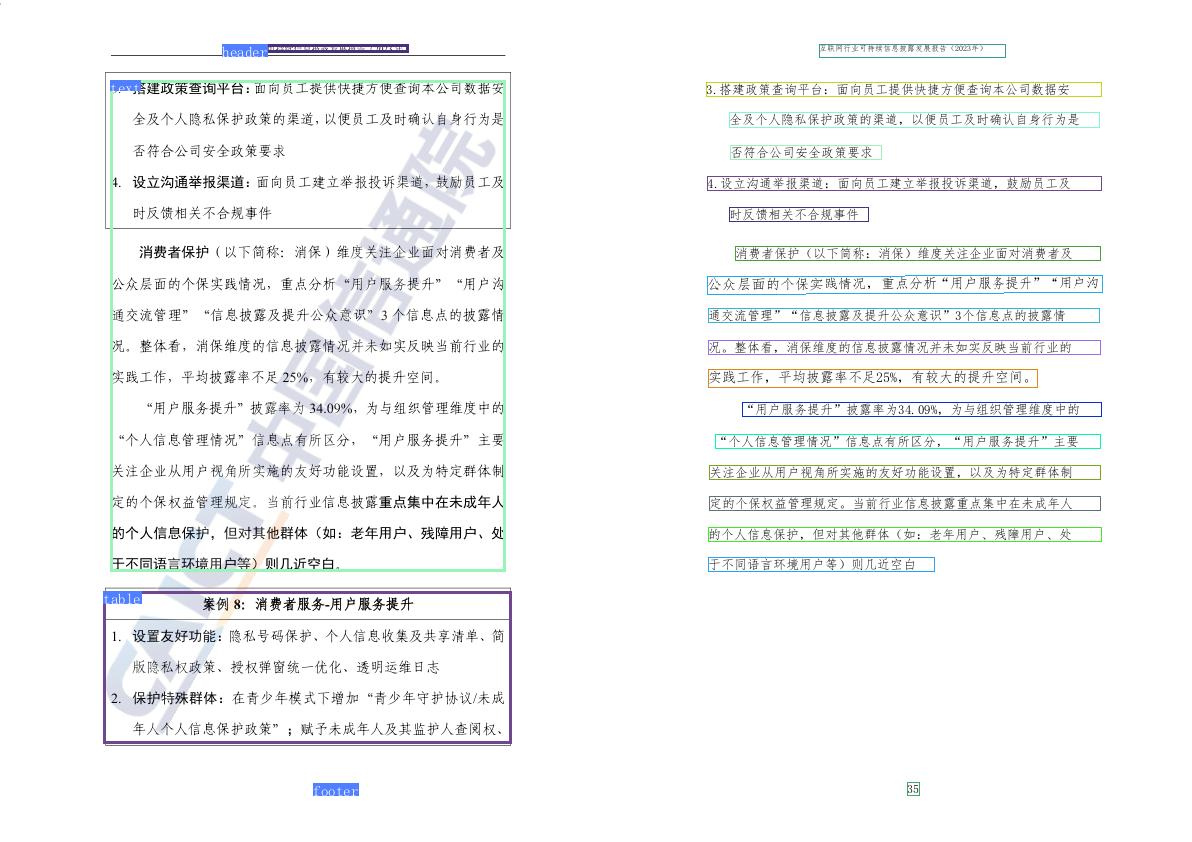 header
text
搭建政策查询平台：面向员工提供快捷方便查询本公司数据安
全及个人隐私保护政策的渠道，以便员工及时确认自身行为是
否符合公司安全政策要求
4. 设立沟通举报渠道：面向员工建立举报投诉渠道，鼓励员工及
时反馈相关不合规事件
消费者保护（以下简称：消保）维度关注企业面对消费者及
公众层面的个保实践情况，重点分析“用户服务提升”“用户沟
通交流管理”“信息披露及提升公众意识”3 个信息点的披露情
况。整体看，消保维度的信息披露情况并未如实反映当前行业的
实践工作，平均披露率不足 25%，有较大的提升空间。
“用户服务提升”披露率为 34.09%，为与组织管理维度中的
“个人信息管理情况”信息点有所区分，“用户服务提升”主要
关注企业从用户视角所实施的友好功能设置，以及为特定群体制
定的个保权益管理规定。当前行业信息披露重点集中在未成年人
的个人信息保护，但对其他群体（如：老年用户、残障用户、处
于不同语言环境用户等）则几近空白。
table
案例 8：消费者服务-用户服务提升
1. 设置友好功能：隐私号码保护、个人信息收集及共享清单、简
版隐私权政策、授权弹窗统一优化、透明运维日志
2. 保护特殊群体：在青少年模式下增加“青少年守护协议/未成
年人个人信息保护政策”；赋予未成年人及其监护人查阅权、
footer
CAICT 中国信通院
互联网行业可持续信息披露发展报告（2023年）
3.搭建政策查询平台：面向员工提供快捷方便查询本公司数据安
全及个人隐私保护政策的渠道，以便员工及时确认自身行为是
否符合公司安全政策要求
4.设立沟通举报渠道：面向员工建立举报投诉渠道，鼓励员工及
时反馈相关不合规事件
消费者保护（以下简称：消保）维度关注企业面对消费者及
公众层面的个保实践情况，重点分析“用户服务提升”“用户沟
通交流管理”“信息披露及提升公众意识”3个信息点的披露情
况。整体看，消保维度的信息披露情况并未如实反映当前行业的
实践工作，平均披露率不足25%，有较大的提升空间。
“用户服务提升”披露率为34.09%，为与组织管理维度中的
“个人信息管理情况”信息点有所区分，“用户服务提升”主要
关注企业从用户视角所实施的友好功能设置，以及为特定群体制
定的个保权益管理规定。当前行业信息披露重点集中在未成年人
的个人信息保护，但对其他群体（如：老年用户、残障用户、处
于不同语言环境用户等）则几近空白
35